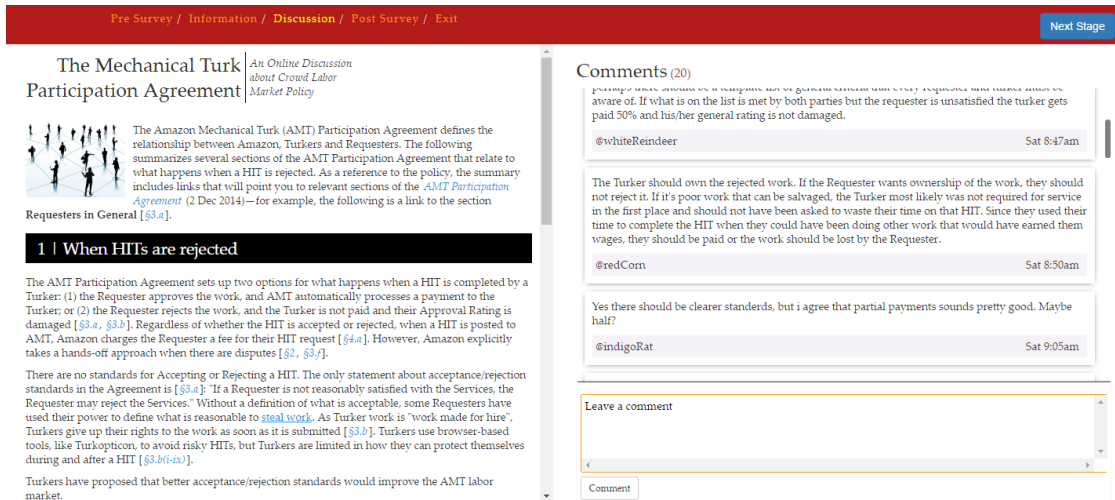 Pre Survey / Information / Discussion / Post Survey / Exit
Next Stage
The Mechanical Turk
Participation Agreement
An Online Discussion
about Crowd Labor
Market Policy
The Amazon Mechanical Turk (AMT) Participation Agreement defines the
relationship between Amazon, Turkers and Requesters. The following
summarizes several sections of the AMT Participation Agreement that relate to
what happens when a HIT is rejected. As a reference to the policy, the summary
includes links that will point you to relevant sections of the AMT Participation
Agreement (2 Dec 2014)—for example, the following is a link to the section
Requesters in General [§3.a].
1 | When HITs are rejected
The AMT Participation Agreement sets up two options for what happens when a HIT is completed by a
Turker: (1) the Requester approves the work, and AMT automatically processes a payment to the
Turker; or (2) the Requester rejects the work, and the Turker is not paid and their Approval Rating is
damaged [§3.a, §3.b]. Regardless of whether the HIT is accepted or rejected, when a HIT is posted to
AMT, Amazon charges the Requester a fee for their HIT request [§4.a]. However, Amazon explicitly
takes a hands-off approach when there are disputes [§2, §3.f].
There are no standards for Accepting or Rejecting a HIT. The only statement about acceptance/rejection
standards in the Agreement is [§3.a]: "If a Requester is not reasonably satisfied with the Services, the
Requester may reject the Services." Without a definition of what is acceptable, some Requesters have
used their power to define what is reasonable to steal work. As Turker work is "work made for hire",
Turkers give up their rights to the work as soon as it is submitted [§3.b]. Turkers use browser-based
tools, like Turkopticon, to avoid risky HITs, but Turkers are limited in how they can protect themselves
during and after a HIT [§3.b(i-ix)].
Turkers have proposed that better acceptance/rejection standards would improve the AMT labor
market.
Comments (20)
perhaps there should be a template list of general criteria that every requester and turker must be
aware of. If what is on the list is met by both parties but the requester is unsatisfied the turker gets
paid 50% and his/her general rating is not damaged.
@whiteReindeer
Sat 8:47am
The Turker should own the rejected work. If the Requester wants ownership of the work, they should
not reject it. If it's poor work that can be salvaged, the Turker most likely was not required for service
in the first place and should not have been asked to waste their time on that HIT. Since they used their
time to complete the HIT when they could have been doing other work that would have earned them
wages, they should be paid or the work should be lost by the Requester.
@redCorn
Sat 8:50am
Yes there should be clearer standerds, but i agree that partial payments sounds pretty good. Maybe
half?
@indigoRat
Sat 9:05am
Leave a comment
Comment